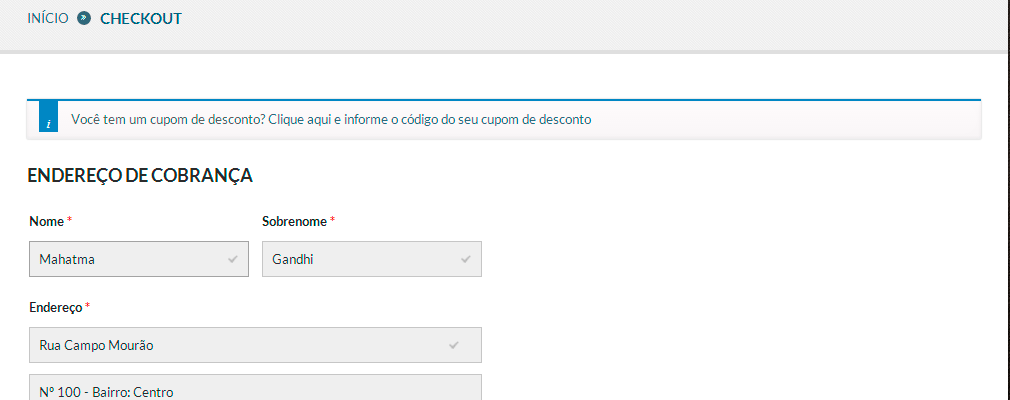 INÍCIO » CHECKOUT
i Você tem um cupom de desconto? Clique aqui e informe o código do seu cupom de desconto
ENDEREÇO DE COBRANÇA
Nome * Sobrenome *
Mahatma Gandhi
Endereço *
Rua Campo Mourão
Nº 100 - Bairro: Centro